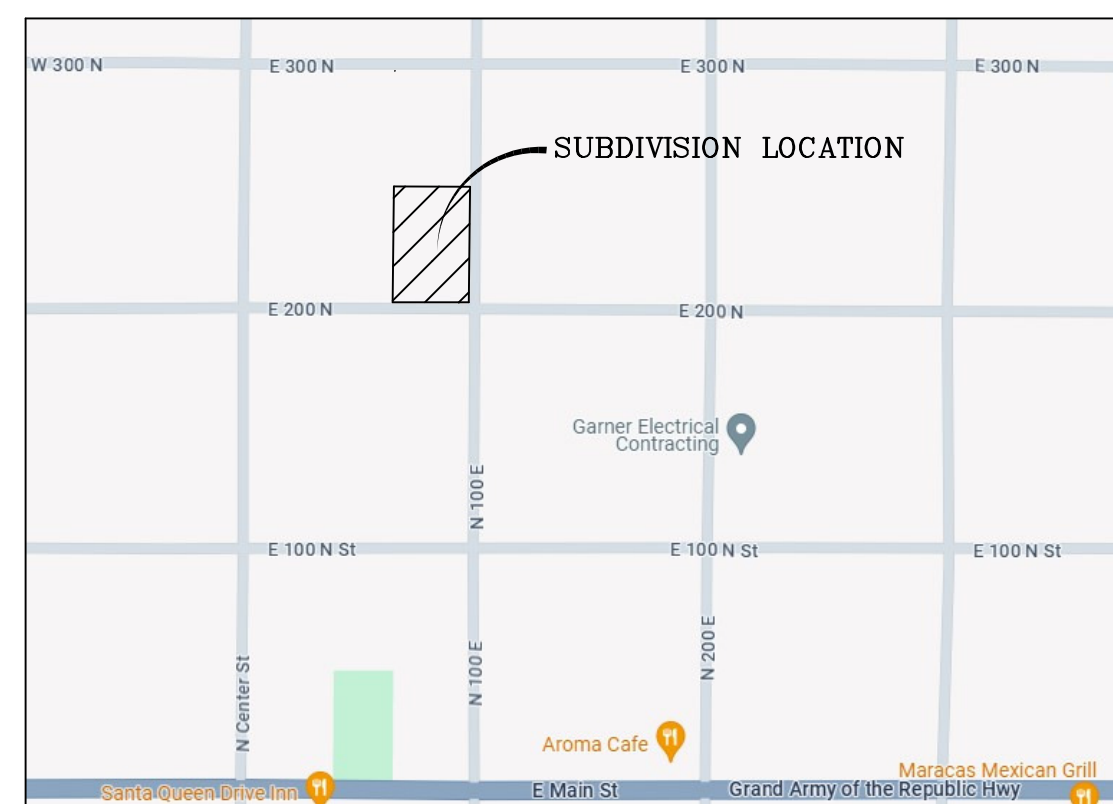 W 300 N
E 300 N
E 300 N
E 300 N
SUBDIVISION LOCATION
E 200 N
E 200 N
Garner Electrical
Contracting
N 100 E
E 100 N St
E 100 N St
E 100 N St
N Center St
N 100 E
N 200 E
Aroma Cafe
Maracas Mexican Grill
Santa Queen Drive Inn
E Main St
Grand Army of the Republic Hwy